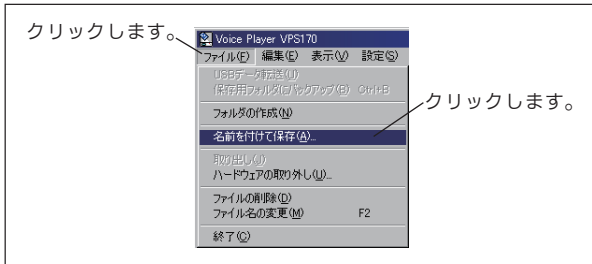 クリックします。
Voice Player VPS170
ファイル(F) 編集(E) 表示(V) 設定(S)
USBデータ転送(U)
保存用フォルダにバックアップ(B) Ctrl+B
フォルダの作成(N)
クリックします。
名前を付けて保存(A)...
取り出し(J)
ハードウェアの取り外し(U)...
ファイルの削除(D)
ファイル名の変更(M) F2
終了(C)